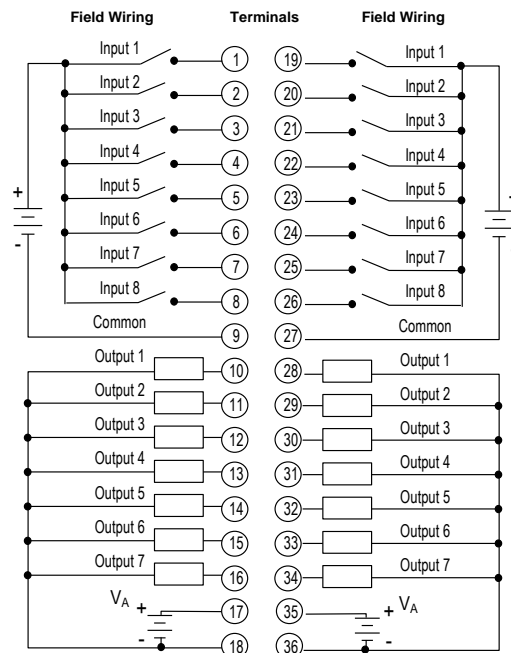 Field Wiring Terminals Field Wiring
Input 1 1 19 Input 1
Input 2 2 20 Input 2
Input 3 3 21 Input 3
Input 4 4 22 Input 4
+ Input 5 5 23 Input 5
- Input 6 6 24 Input 6
Input 7 7 25 Input 7
Input 8 8 26 Input 8
Common 9 27 Common
Output 1 10 28 Output 1
Output 2 11 29 Output 2
Output 3 12 30 Output 3
Output 4 13 31 Output 4
Output 5 14 32 Output 5
Output 6 15 33 Output 6
Output 7 16 34 Output 7
VA + 17 35 + VA
- 18 36 -